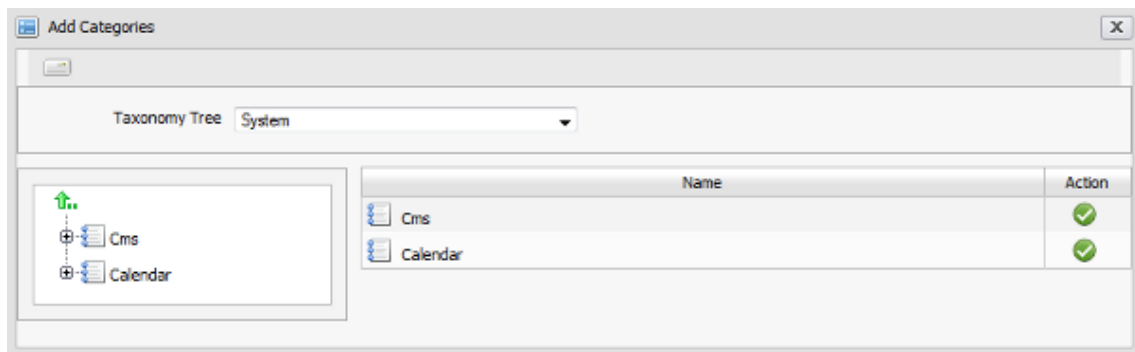 Add Categories
Taxonomy Tree System
Name Action
Cms
Calendar
Cms
Calendar